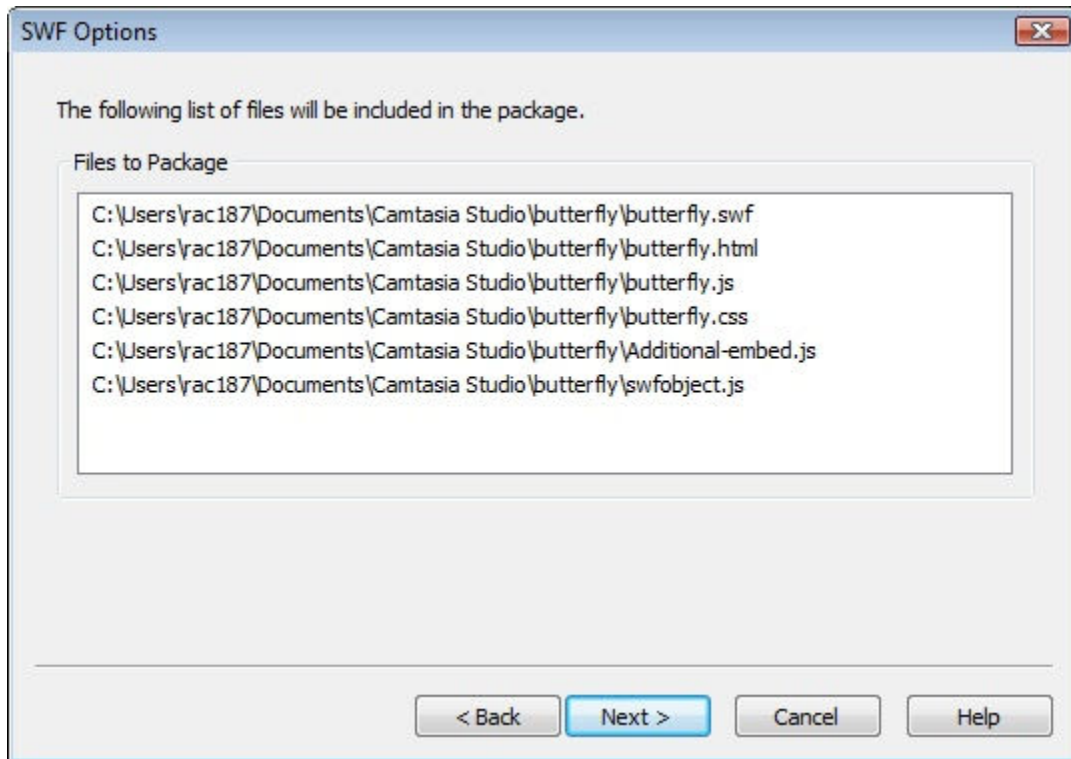 SWF Options
The following list of files will be included in the package.
Files to Package
C:\Users\rac187\Documents\Camtasia Studio\butterfly\butterfly.swf
C:\Users\rac187\Documents\Camtasia Studio\butterfly\butterfly.html
C:\Users\rac187\Documents\Camtasia Studio\butterfly\butterfly.js
C:\Users\rac187\Documents\Camtasia Studio\butterfly\butterfly.css
C:\Users\rac187\Documents\Camtasia Studio\butterfly\Additional-embed.js
C:\Users\rac187\Documents\Camtasia Studio\butterfly\swfobject.js
< Back Next > Cancel Help